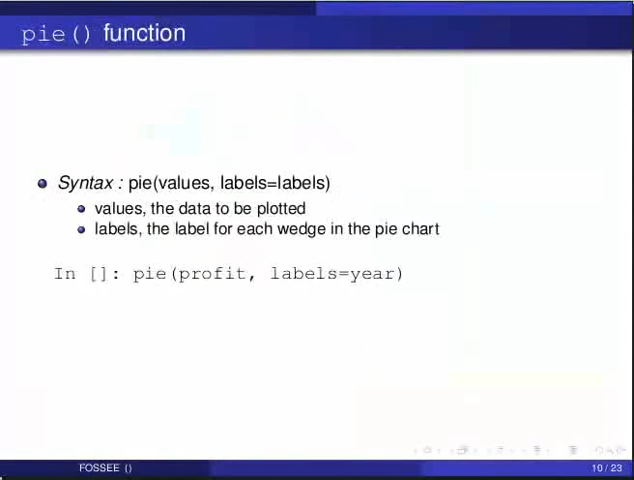 pie() function
Syntax : pie(values, labels=labels)
values, the data to be plotted
labels, the label for each wedge in the pie chart
In []: pie(profit, labels=year)
FOSSEE ()
10 / 23